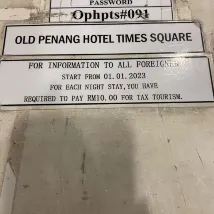 PASSWORD
Ophpts#091
OLD PENANG HOTEL TIMES SQUARE
FOR INFORMATION TO ALL FOREIGNER
START FROM 01.01.2023
FOR EACH NIGHT STAY, YOU HAVE
REQUIRED TO PAY RM10.00 FOR TAX TOURISM.